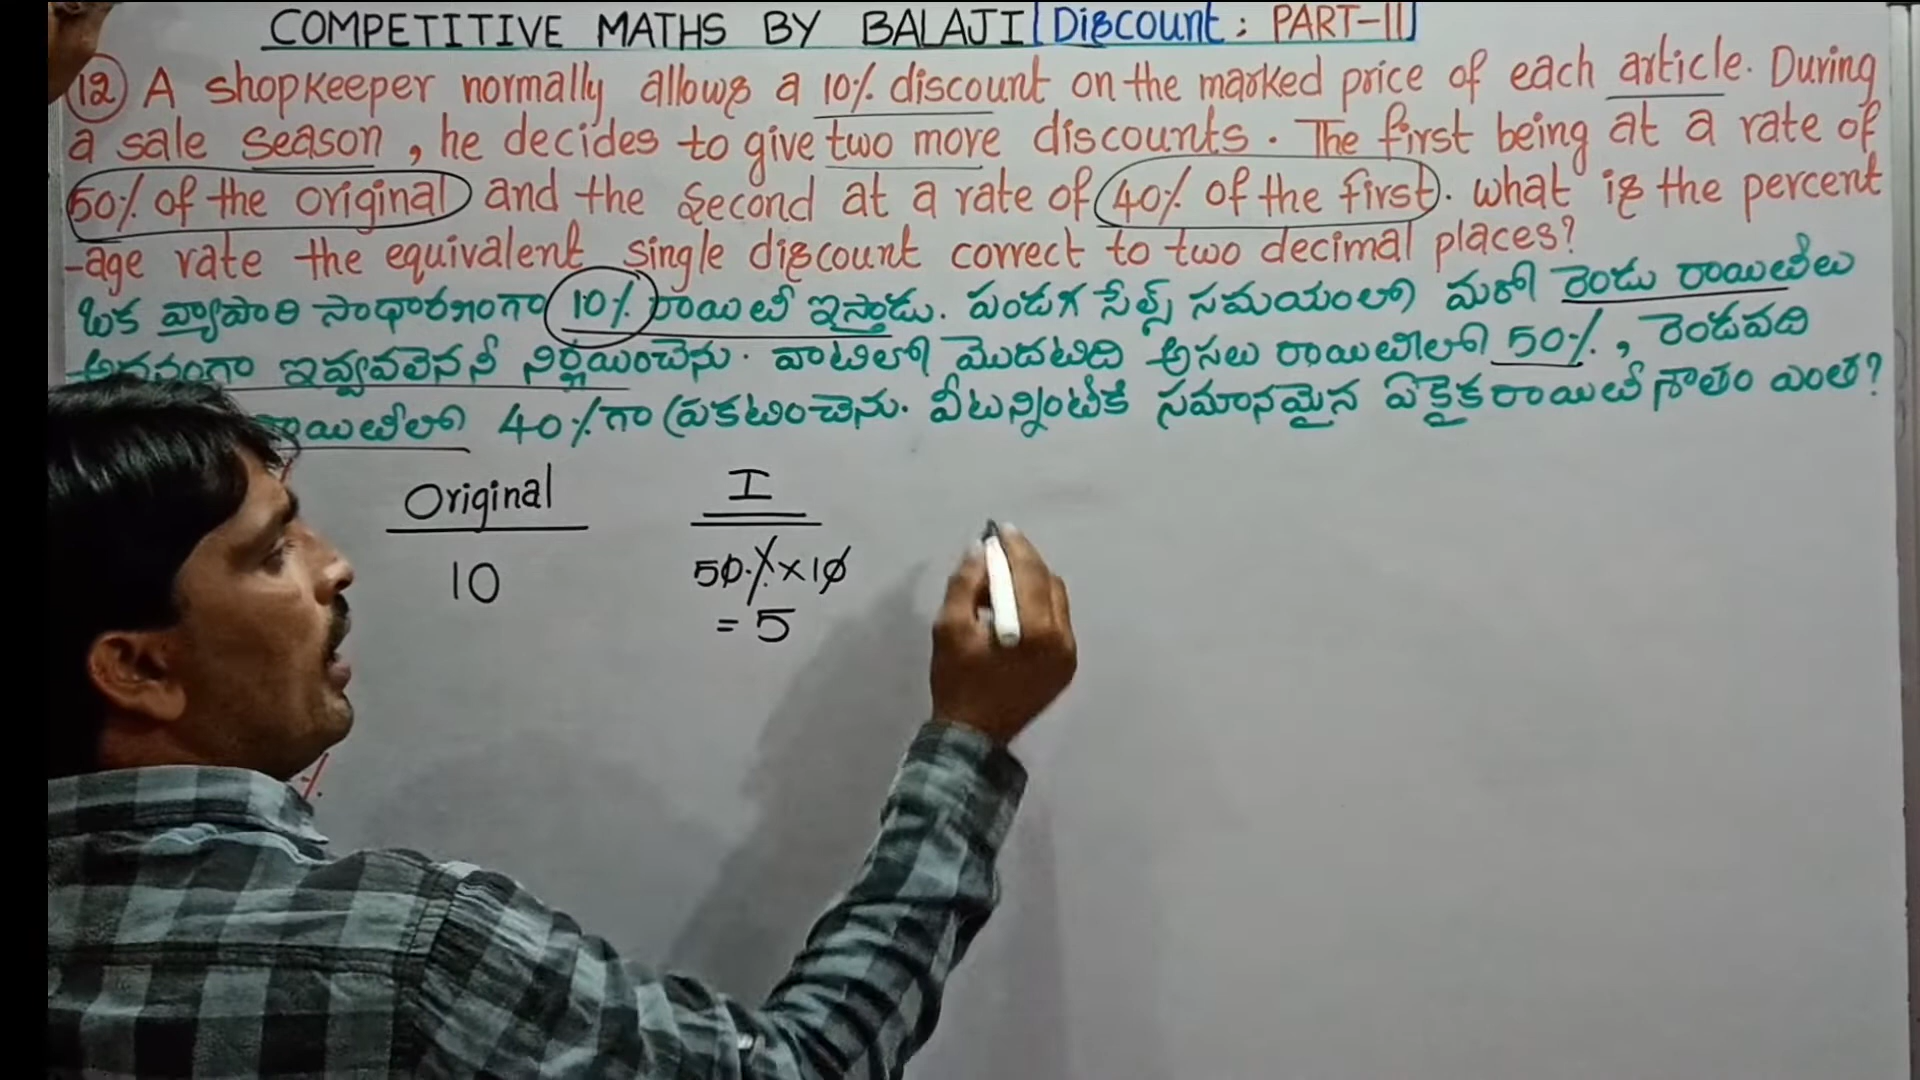 COMPETITIVE MATHS BY BALAJI [Discount : PART-II]
12 A shopkeeper normally allows a 10% discount on the marked price of each article. During
a sale season, he decides to give two more discounts. The first being at a rate of
50% of the original and the second at a rate of 40% of the first. what is the percent
-age rate the equivalent single discount correct to two decimal places?
ఒక వ్యాపారి సాధారణంగా 10% రాయితీ ఇస్తాడు. పండగ సేల్స్ సమయంలో మరో రెండు రాయితీలు
అదనంగా ఇవ్వవలెనని నిర్ణయించెను. వాటిలో మొదటిది అసలు రాయితీలో 50%, రెండవది
రాయితీలో 40%గా ప్రకటించెను. వీటన్నింటికి సమానమైన ఏకైక రాయితీ శాతం ఎంత?
Original I
10 50% x 10
= 5
%